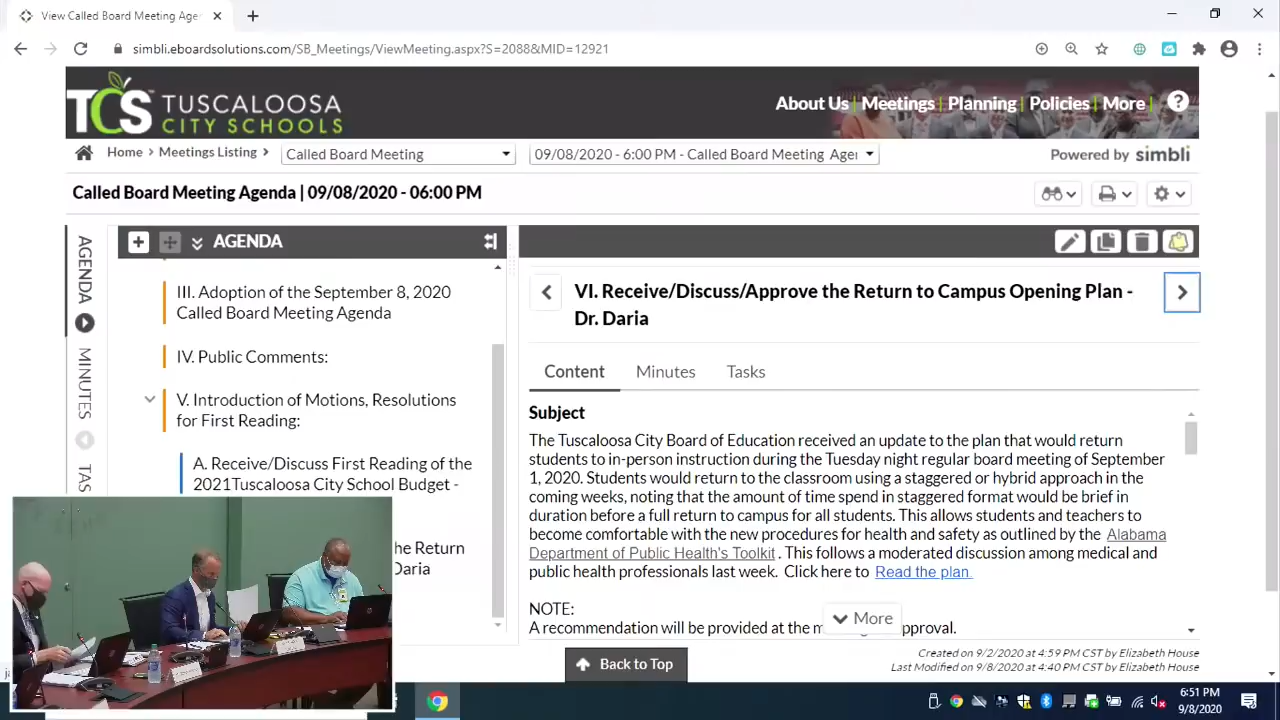 View Called Board Meeting Age
simbli.eboardsolutions.com/SB_Meetings/ViewMeeting.aspx?S=2088&MID=12921
TCS TUSCALOOSA
CITY SCHOOLS
About Us | Meetings | Planning | Policies | More | ?
Home > Meetings Listing > Called Board Meeting 09/08/2020 - 6:00 PM - Called Board Meeting Agen Powered by simbli
Called Board Meeting Agenda | 09/08/2020 - 06:00 PM
AGENDA
MINUTES
TAS
AGENDA
III. Adoption of the September 8, 2020
Called Board Meeting Agenda
IV. Public Comments:
V. Introduction of Motions, Resolutions
for First Reading:
A. Receive/Discuss First Reading of the
2021Tuscaloosa City School Budget -
he Return
Daria
VI. Receive/Discuss/Approve the Return to Campus Opening Plan -
Dr. Daria
Content Minutes Tasks
Subject
The Tuscaloosa City Board of Education received an update to the plan that would return
students to in-person instruction during the Tuesday night regular board meeting of September
1, 2020. Students would return to the classroom using a staggered or hybrid approach in the
coming weeks, noting that the amount of time spend in staggered format would be brief in
duration before a full return to campus for all students. This allows students and teachers to
become comfortable with the new procedures for health and safety as outlined by the Alabama
Department of Public Health's Toolkit . This follows a moderated discussion among medical and
public health professionals last week. Click here to Read the plan.
NOTE:
A recommendation will be provided at the m pproval.
More
Created on 9/2/2020 at 4:59 PM CST by Elizabeth House
Last Modified on 9/8/2020 at 4:40 PM CST by Elizabeth House
Back to Top
6:51 PM
9/8/2020